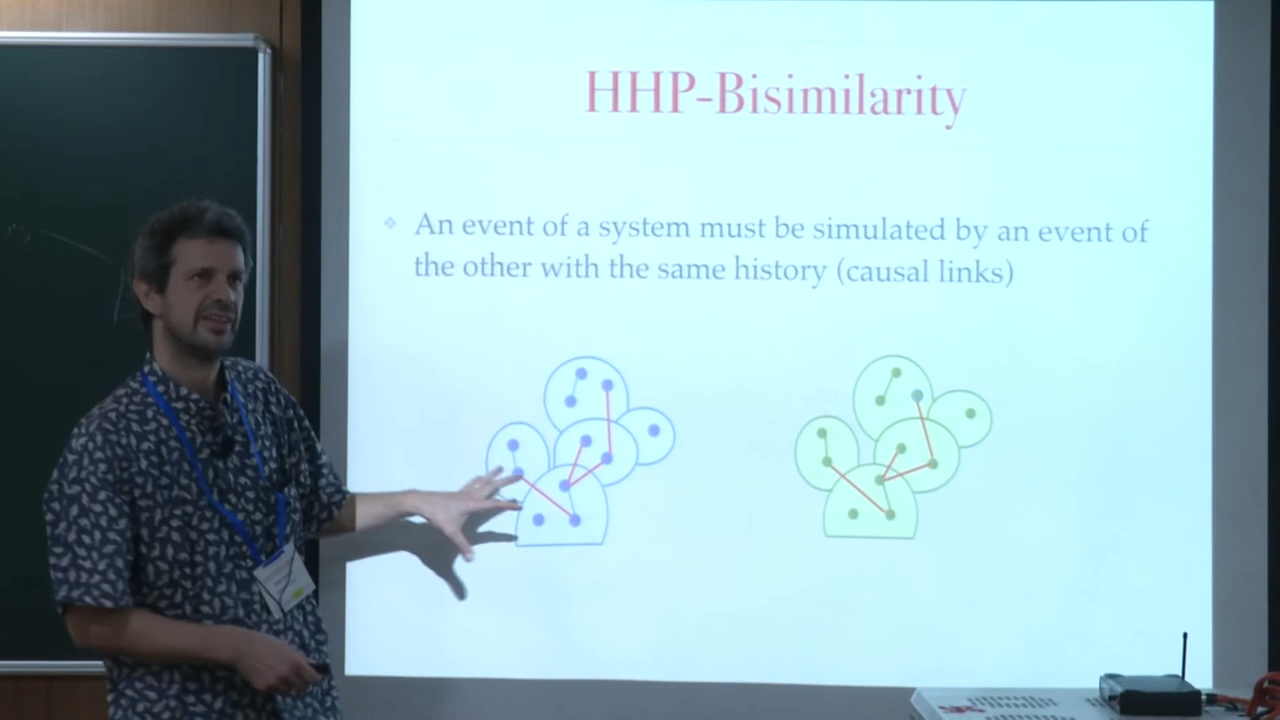 HHP-Bisimilarity
An event of a system must be simulated by an event of
the other with the same history (causal links)